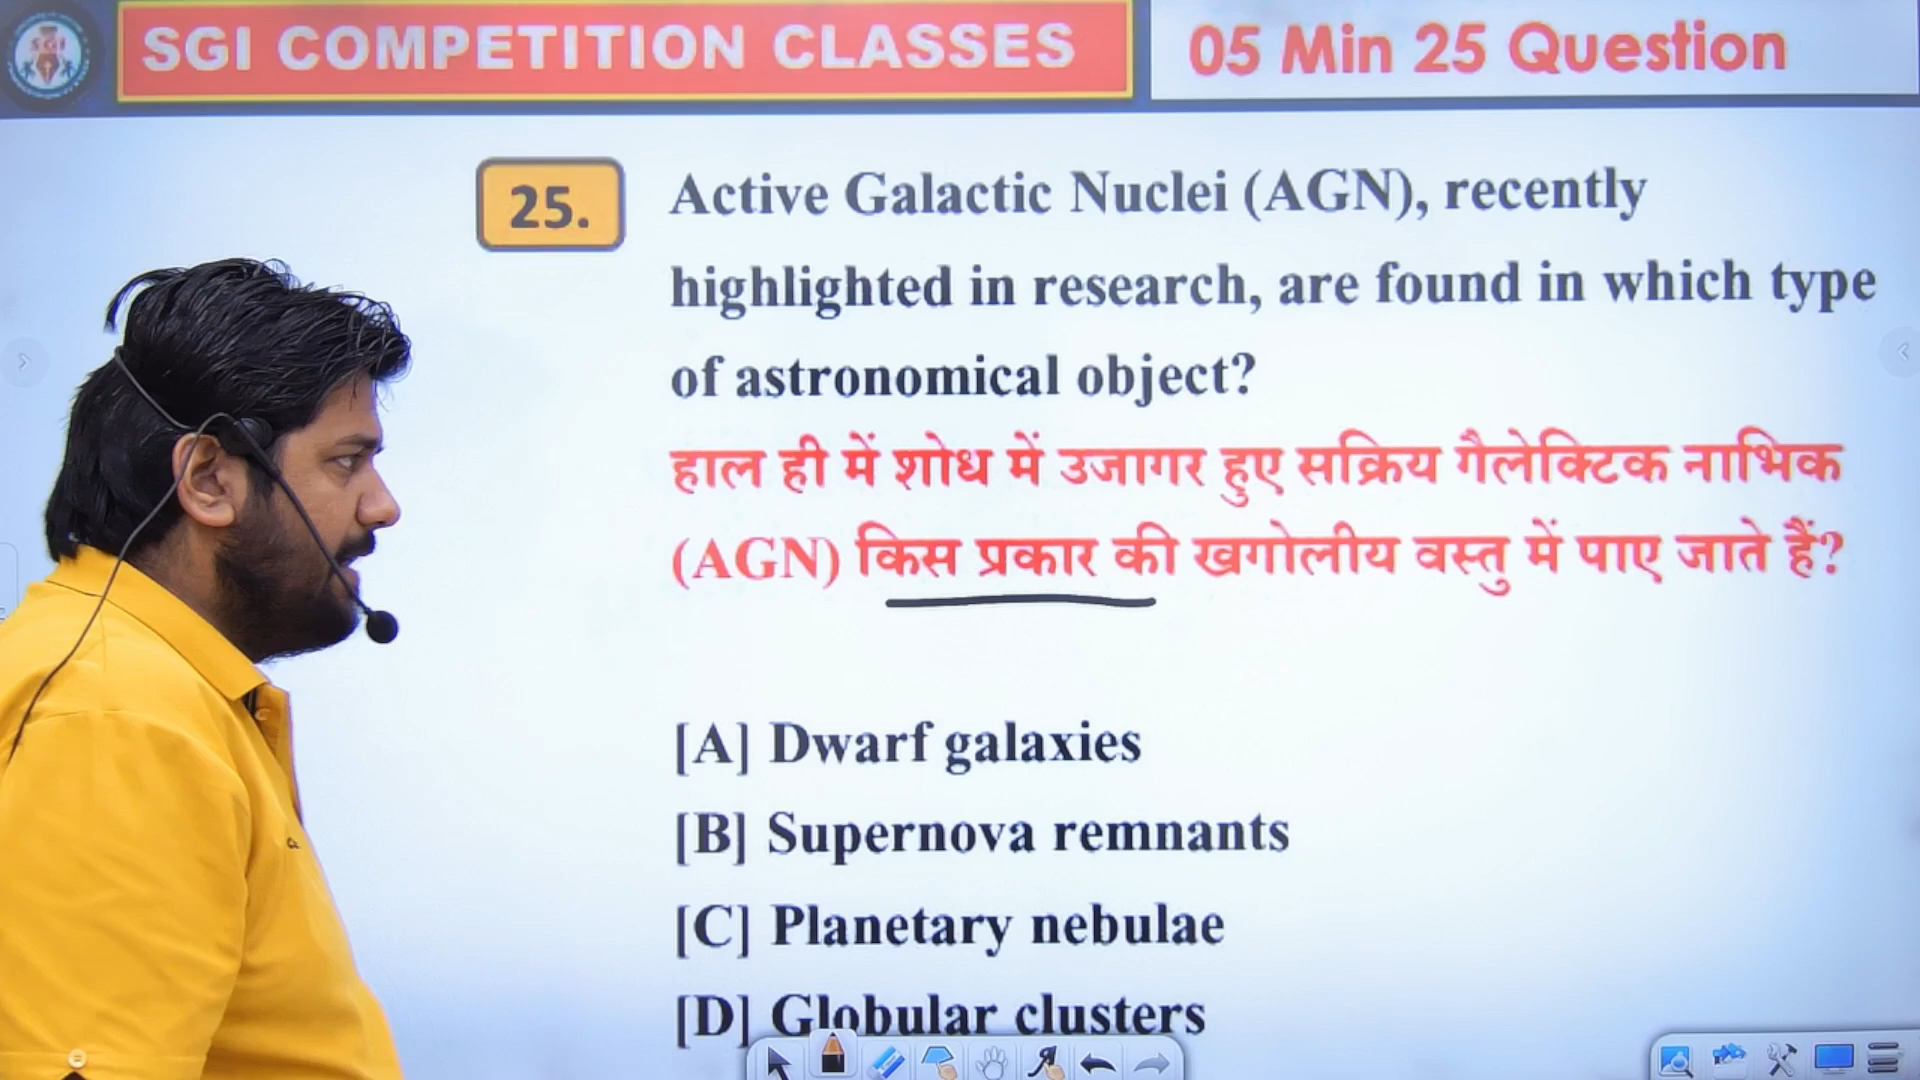 SGI
SGI COMPETITION CLASSES
05 Min 25 Question
25.
Active Galactic Nuclei (AGN), recently
highlighted in research, are found in which type
of astronomical object?
हाल ही में शोध में उजागर हुए सक्रिय गैलेक्टिक नाभिक
(AGN) किस प्रकार की खगोलीय वस्तु में पाए जाते हैं?
[A] Dwarf galaxies
[B] Supernova remnants
[C] Planetary nebulae
[D] Globular clusters